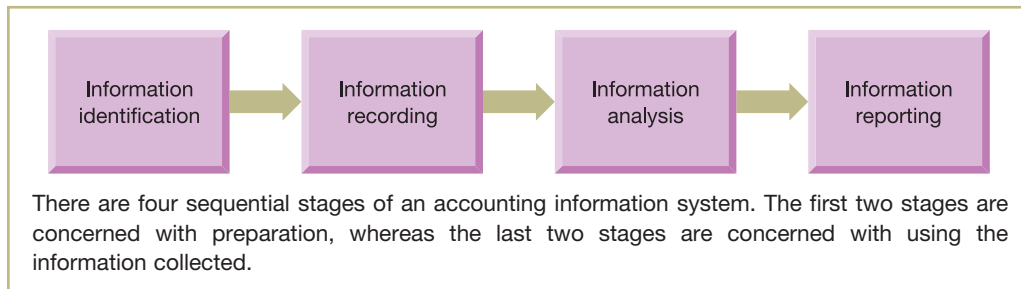 Information
identification
Information
recording
Information
analysis
Information
reporting
There are four sequential stages of an accounting information system. The first two stages are
concerned with preparation, whereas the last two stages are concerned with using the
information collected.